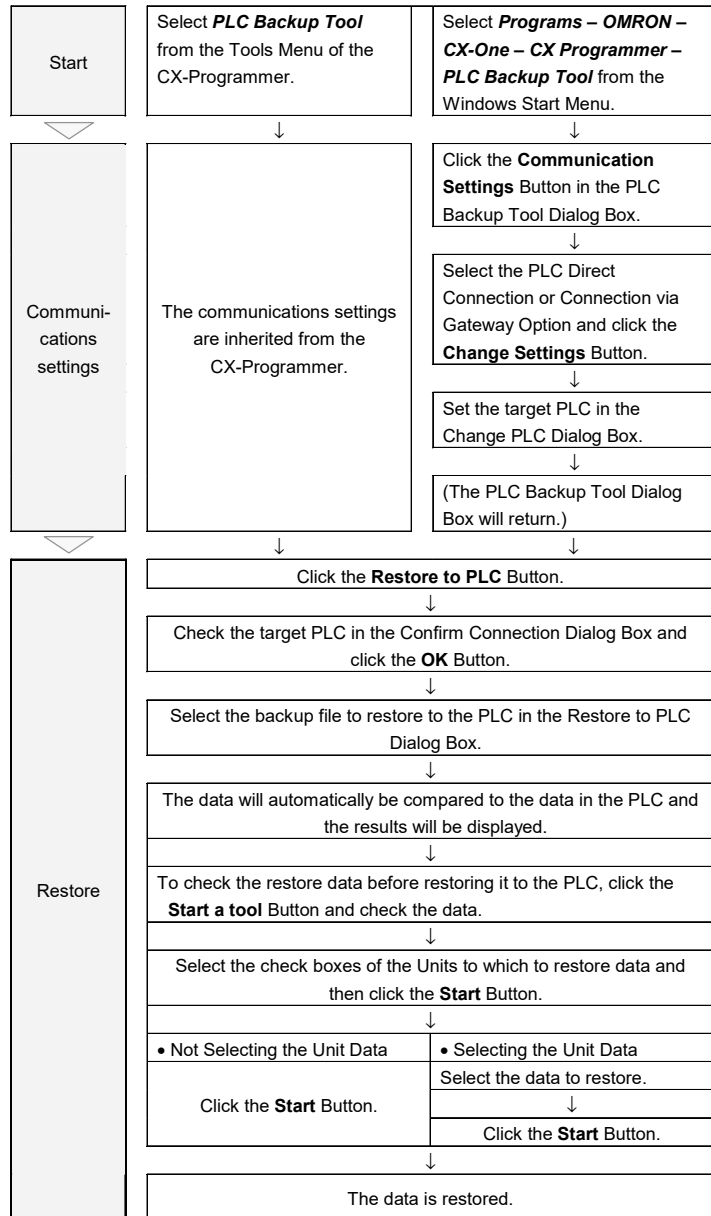 Start
Select PLC Backup Tool
from the Tools Menu of the
CX-Programmer.
Select Programs – OMRON –
CX-One – CX Programmer –
PLC Backup Tool from the
Windows Start Menu.
↓
↓
Communi-
cations
settings
The communications settings
are inherited from the
CX-Programmer.
Click the Communication
Settings Button in the PLC
Backup Tool Dialog Box.
↓
Select the PLC Direct
Connection or Connection via
Gateway Option and click the
Change Settings Button.
↓
Set the target PLC in the
Change PLC Dialog Box.
↓
(The PLC Backup Tool Dialog
Box will return.)
↓
↓
Restore
Click the Restore to PLC Button.
↓
Check the target PLC in the Confirm Connection Dialog Box and
click the OK Button.
↓
Select the backup file to restore to the PLC in the Restore to PLC
Dialog Box.
↓
The data will automatically be compared to the data in the PLC and
the results will be displayed.
↓
To check the restore data before restoring it to the PLC, click the
Start a tool Button and check the data.
↓
Select the check boxes of the Units to which to restore data and
then click the Start Button.
↓
• Not Selecting the Unit Data
Click the Start Button.
• Selecting the Unit Data
Select the data to restore.
↓
Click the Start Button.
↓
The data is restored.